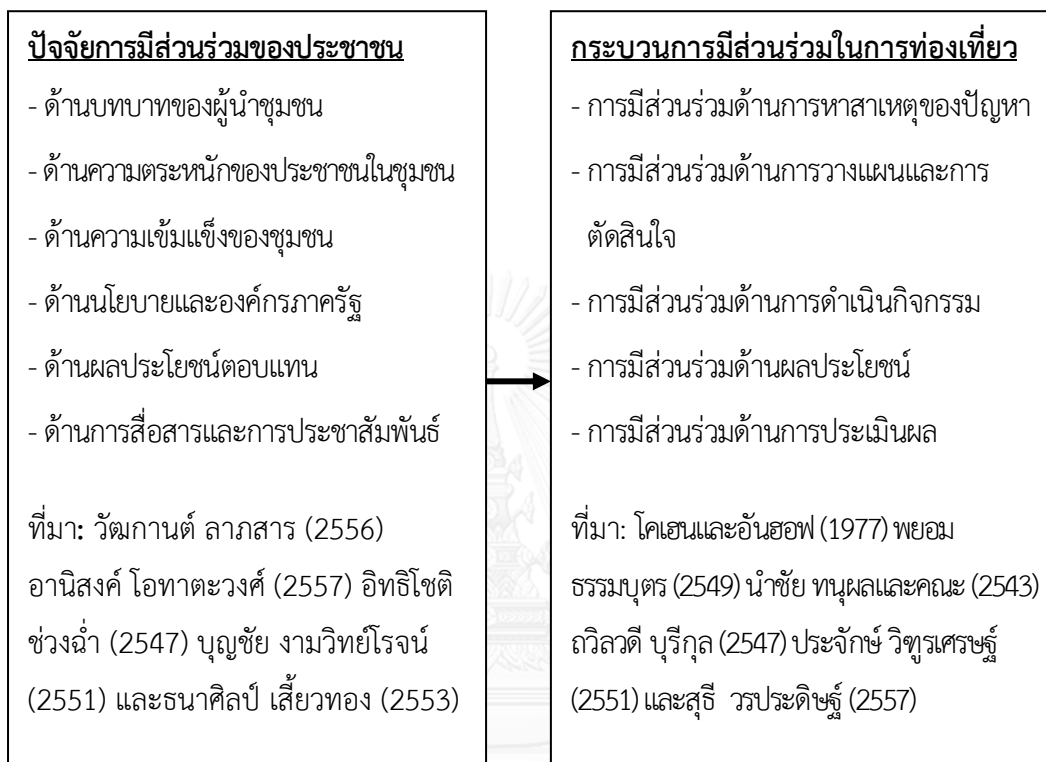 ปัจจัยการมีส่วนร่วมของประชาชน
- ด้านบทบาทของผู้นำชุมชน
- ด้านความตระหนักของประชาชนในชุมชน
- ด้านความเข้มแข็งของชุมชน
- ด้านนโยบายและองค์กรภาครัฐ
- ด้านผลประโยชน์ตอบแทน
- ด้านการสื่อสารและการประชาสัมพันธ์
ที่มา: วัฒกานต์ ลาภสาร (2556)
อานิสงค์ โอทาตะวงศ์ (2557) อิทธิโชติ
ช่วงฉ่ำ (2547) บุญชัย งามวิทย์โรจน์
(2551) และธนาศิลป์ เสี้ยวทอง (2553)
กระบวนการมีส่วนร่วมในการท่องเที่ยว
- การมีส่วนร่วมด้านการหาสาเหตุของปัญหา
- การมีส่วนร่วมด้านการวางแผนและการ
ตัดสินใจ
- การมีส่วนร่วมด้านการดำเนินกิจกรรม
- การมีส่วนร่วมด้านผลประโยชน์
- การมีส่วนร่วมด้านการประเมินผล
ที่มา: โคเฮนและอันฮอฟ (1977) พยอม
ธรรมบุตร (2549) นำชัย ทนุผลและคณะ (2543)
ถวิลวดี บุรีกุล (2547) ประจักษ์ วิฑูรเศรษฐ์
(2551) และสุธี วรประดิษฐ์ (2557)